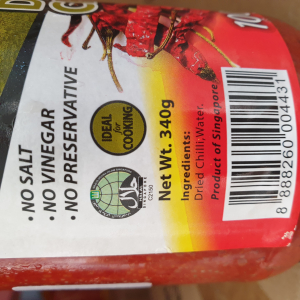 • NO SALT
• NO VINEGAR
• NO PRESERVATIVE
IDEAL
for
COOKING
Net Wt. 340g
Ingredients:
Dried Chilli, Water.
Product of Singapore
8 888260 004431